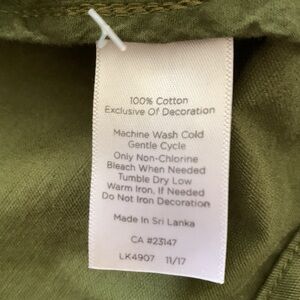 100% Cotton
Exclusive Of Decoration
Machine Wash Cold
Gentle Cycle
Only Non-Chlorine
Bleach When Needed
Tumble Dry Low
Warm Iron, If Needed
Do Not Iron Decoration
Made In Sri Lanka
CA #23147
LK4907 11/17